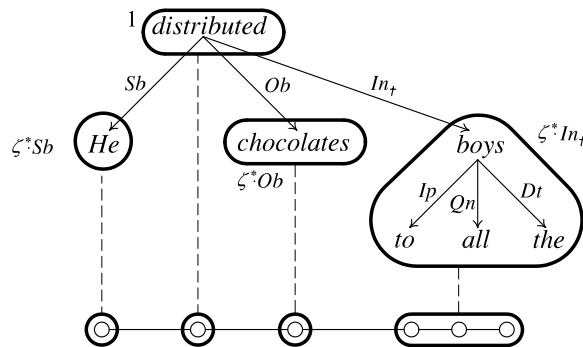 1 distributed
Sb Ob In†
ζ*Sb He chocolates boys ζ*In†
ζ*Ob
Ip Qn Dt
to all the